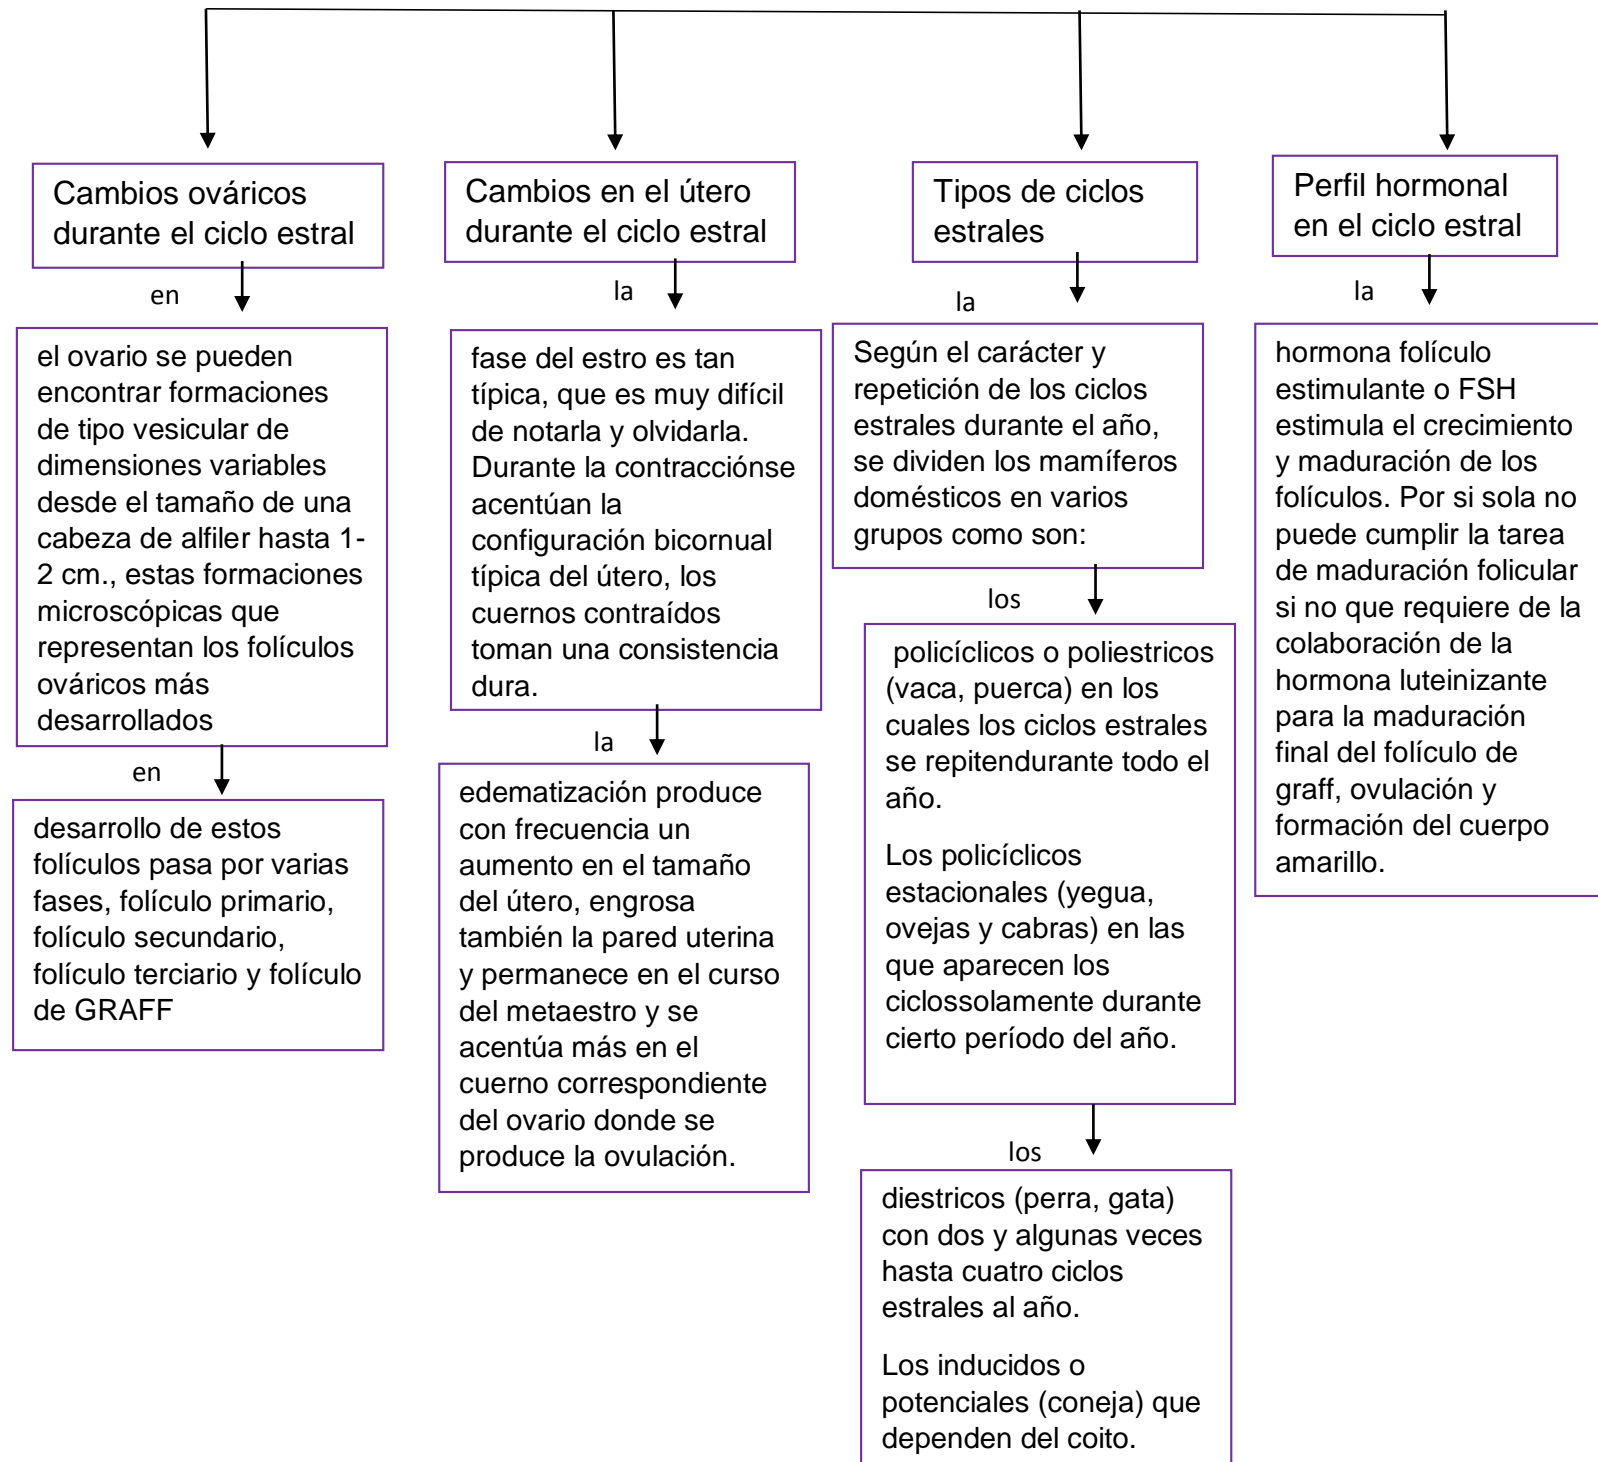 Cambios ováricos
durante el ciclo estral
en
el ovario se pueden
encontrar formaciones
de tipo vesicular de
dimensiones variables
desde el tamaño de una
cabeza de alfiler hasta 1-
2 cm., estas formaciones
microscópicas que
representan los folículos
ováricos más
desarrollados
en
desarrollo de estos
folículos pasa por varias
fases, folículo primario,
folículo secundario,
folículo terciario y folículo
de GRAFF
Cambios en el útero
durante el ciclo estral
la
fase del estro es tan
típica, que es muy difícil
de notarla y olvidarla.
Durante la contracciónse
acentúan la
configuración bicornual
típica del útero, los
cuernos contraídos
toman una consistencia
dura.
la
edematización produce
con frecuencia un
aumento en el tamaño
del útero, engrosa
también la pared uterina
y permanece en el curso
del metaestro y se
acentúa más en el
cuerno correspondiente
del ovario donde se
produce la ovulación.
Tipos de ciclos
estrales
la
Según el carácter y
repetición de los ciclos
estrales durante el año,
se dividen los mamíferos
domésticos en varios
grupos como son:
los
policíclicos o poliestricos
(vaca, puerca) en los
cuales los ciclos estrales
se repitendurante todo el
año.
Los policíclicos
estacionales (yegua,
ovejas y cabras) en las
que aparecen los
ciclossolamente durante
cierto período del año.
los
diestricos (perra, gata)
con dos y algunas veces
hasta cuatro ciclos
estrales al año.
Los inducidos o
potenciales (coneja) que
dependen del coito.
Perfil hormonal
en el ciclo estral
la
hormona folículo
estimulante o FSH
estimula el crecimiento
y maduración de los
folículos. Por si sola no
puede cumplir la tarea
de maduración folicular
si no que requiere de la
colaboración de la
hormona luteinizante
para la maduración
final del folículo de
graff, ovulación y
formación del cuerpo
amarillo.